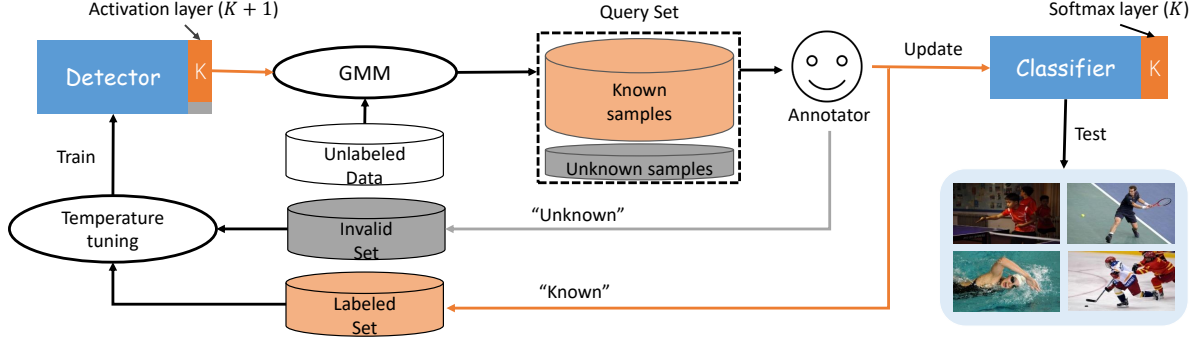 Activation layer (K + 1)
Query Set
Softmax layer (K)
Detector
K
GMM
Known
samples
Update
Classifier
K
Annotator
Train
Unlabeled
Data
Unknown samples
Test
Temperature
tuning
Invalid
Set
“Unknown”
Labeled
Set
“Known”